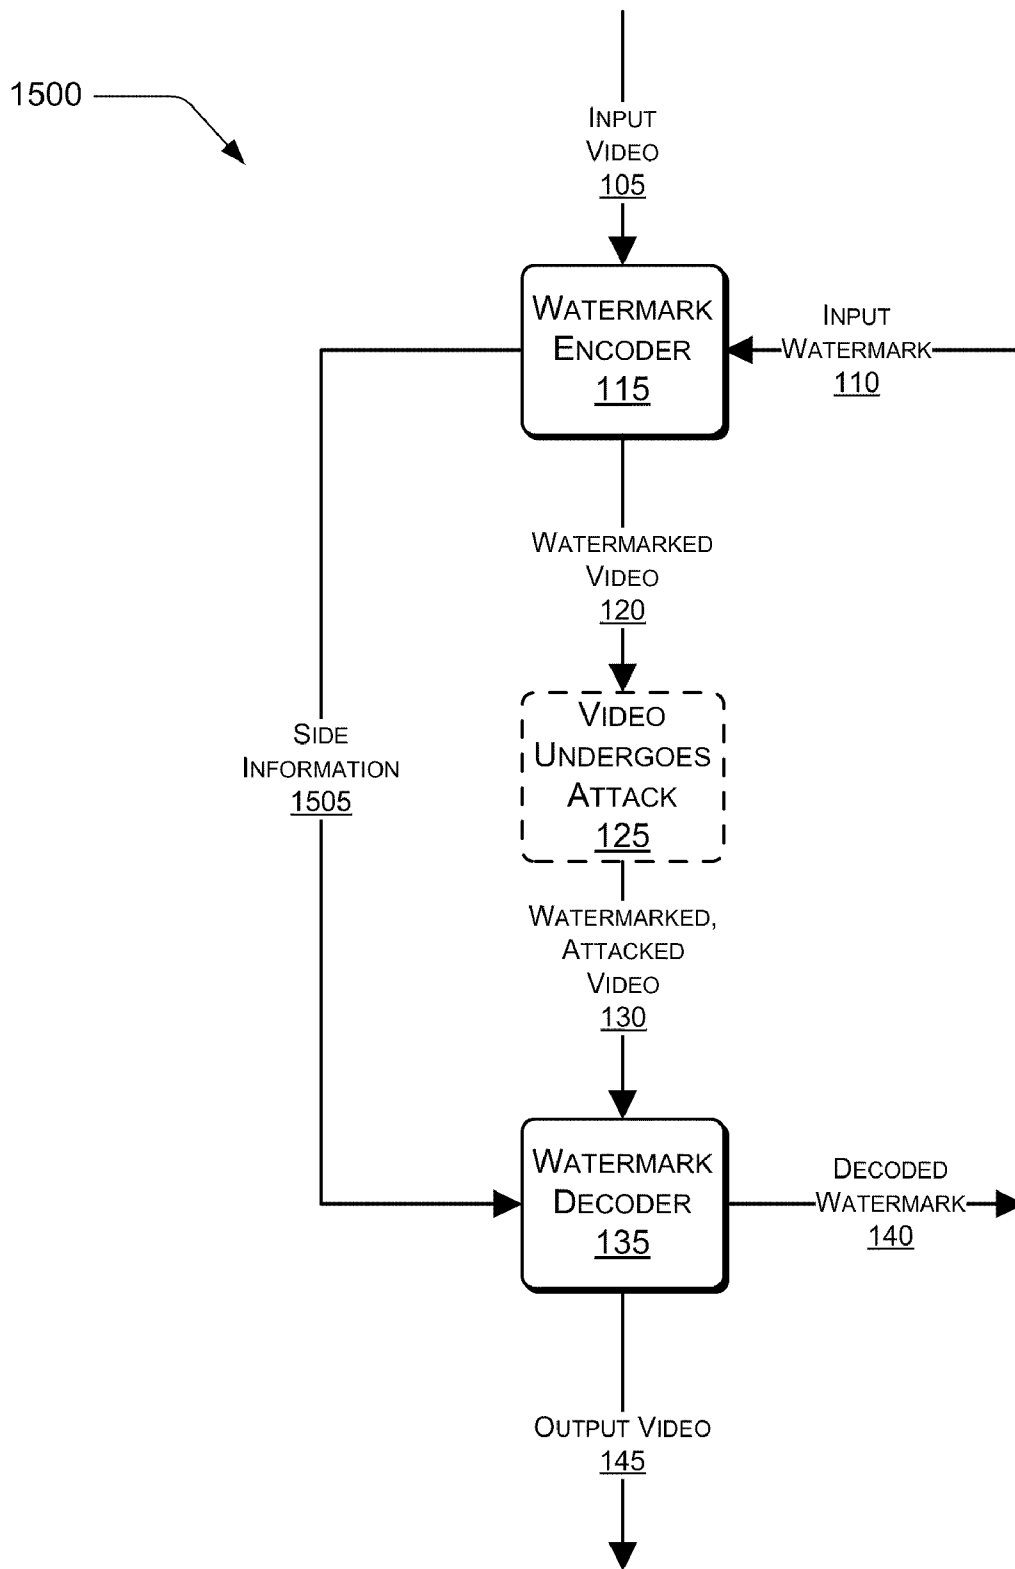 1500
INPUT
VIDEO
105
WATERMARK
ENCODER
115
INPUT
WATERMARK
110
WATERMARKED
VIDEO
120
SIDE
INFORMATION
1505
VIDEO
UNDERGOES
ATTACK
125
WATERMARKED,
ATTACKED
VIDEO
130
WATERMARK
DECODER
135
DECODED
WATERMARK
140
OUTPUT VIDEO
145